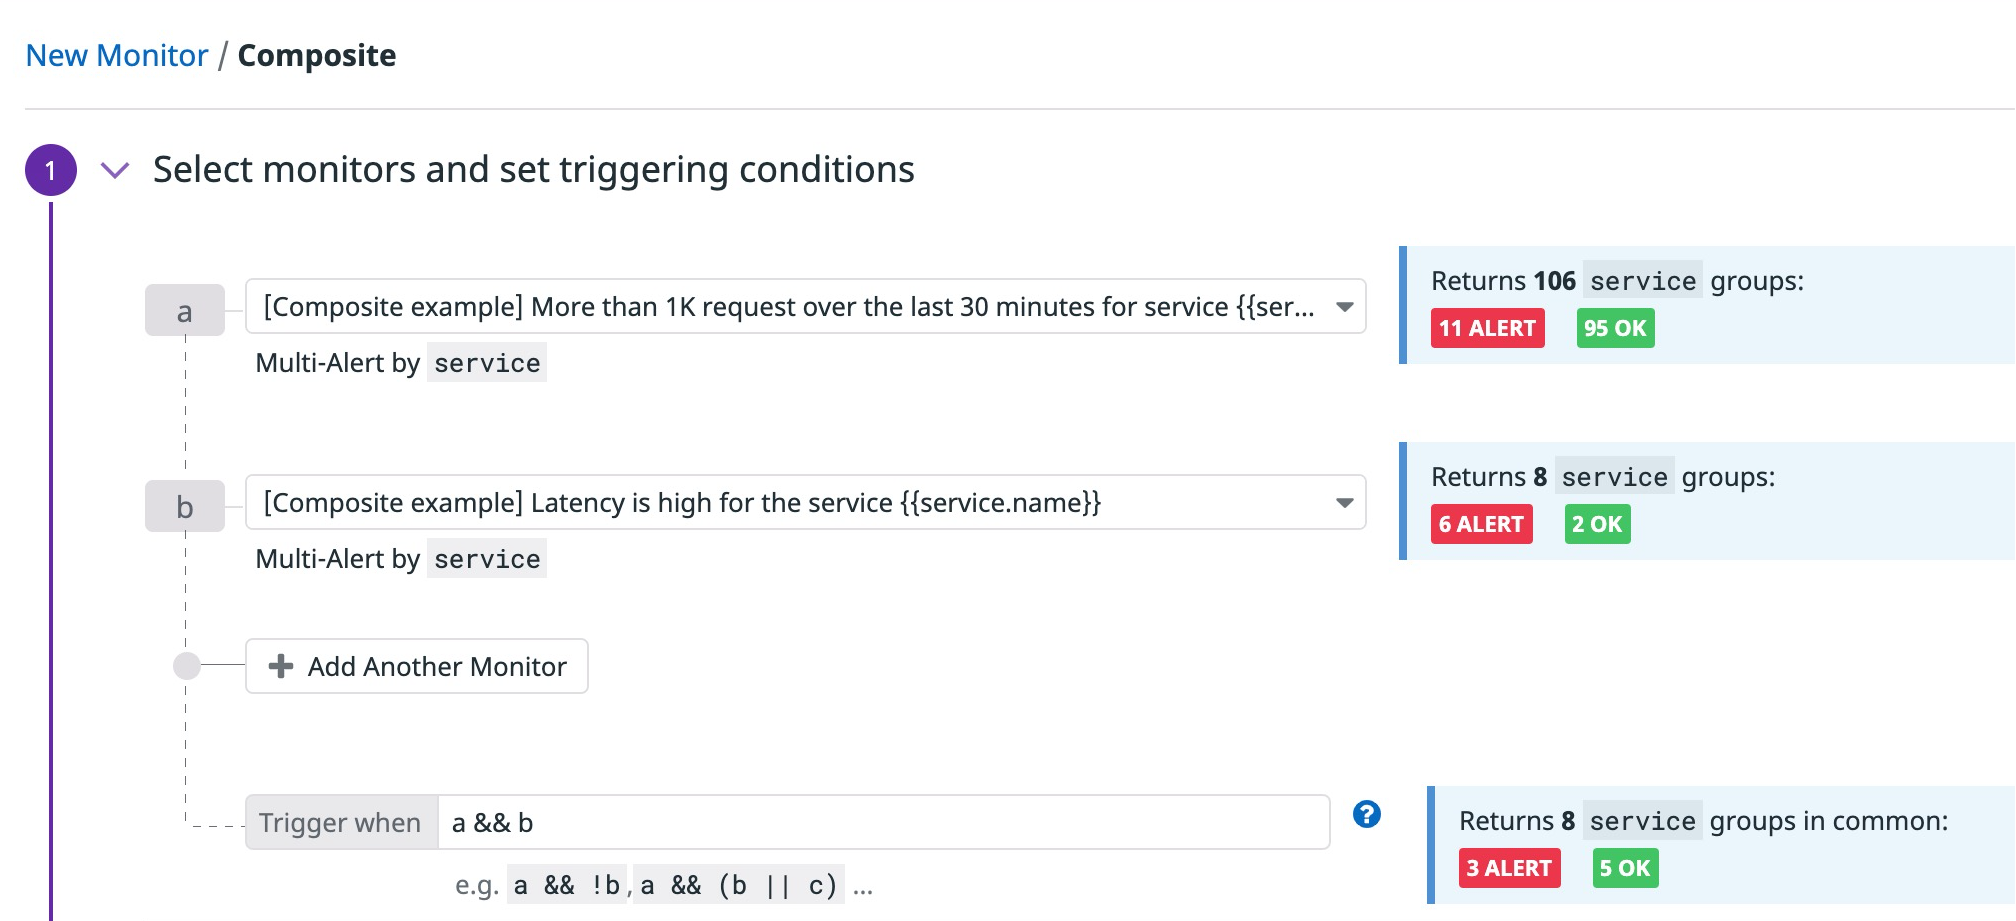 New Monitor / Composite
1 Select monitors and set triggering conditions
a [Composite example] More than 1K request over the last 30 minutes for service {{ser...
Multi-Alert by service
Returns 106 service groups:
11 ALERT 95 OK
b [Composite example] Latency is high for the service {{service.name}}
Multi-Alert by service
Returns 8 service groups:
6 ALERT 2 OK
Add Another Monitor
Trigger when a && b ?
e.g. a && !b, a && (b || c) ...
Returns 8 service groups in common:
3 ALERT 5 OK